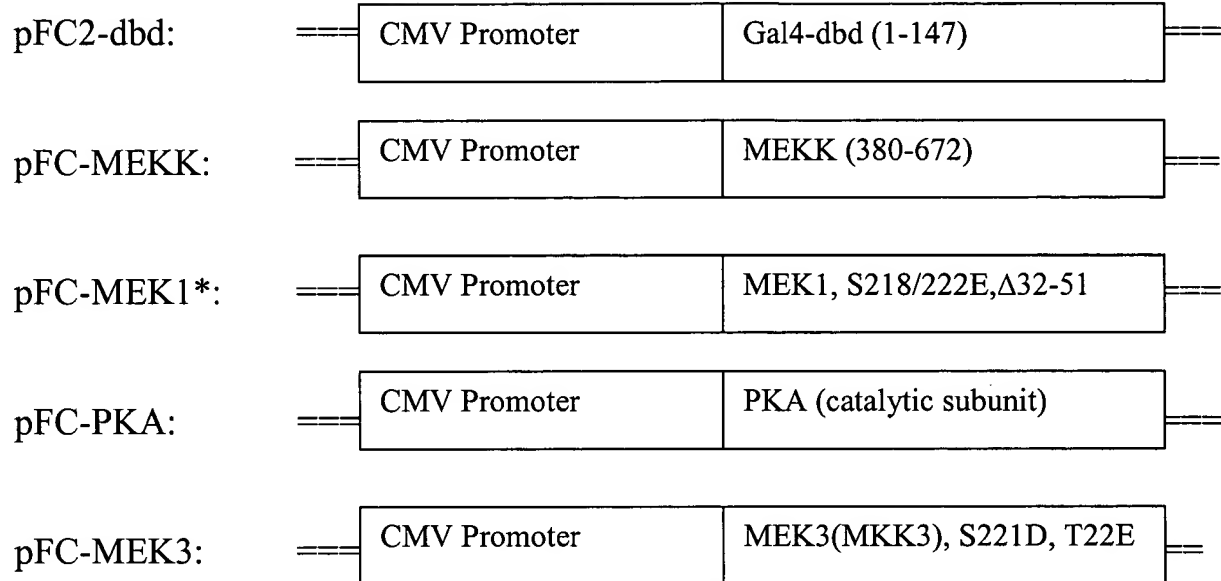 pFC2-dbd: CMV Promoter Gal4-dbd (1-147)
pFC-MEKK: CMV Promoter MEKK (380-672)
pFC-MEK1*: CMV Promoter MEK1, S218/222E,Δ32-51
pFC-PKA: CMV Promoter PKA (catalytic subunit)
pFC-MEK3: CMV Promoter MEK3(MKK3), S221D, T22E